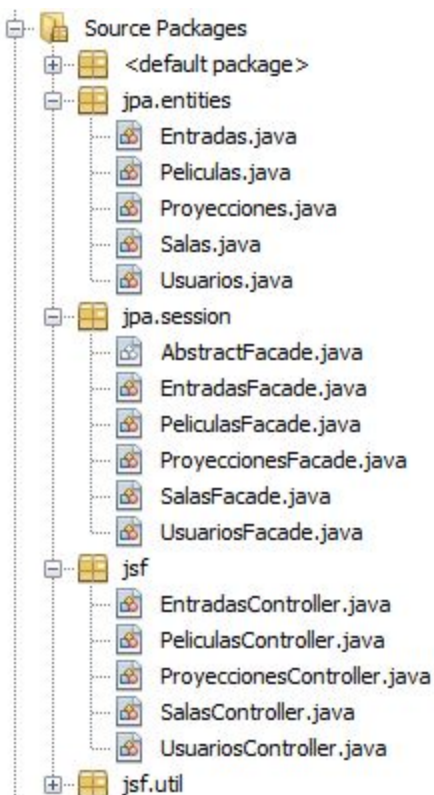 Source Packages
<default package>
jpa.entities
Entradas.java
Peliculas.java
Proyecciones.java
Salas.java
Usuarios.java
jpa.session
AbstractFacade.java
EntradasFacade.java
PeliculasFacade.java
ProyeccionesFacade.java
SalasFacade.java
UsuariosFacade.java
jsf
EntradasController.java
PeliculasController.java
ProyeccionesController.java
SalasController.java
UsuariosController.java
jsf.util